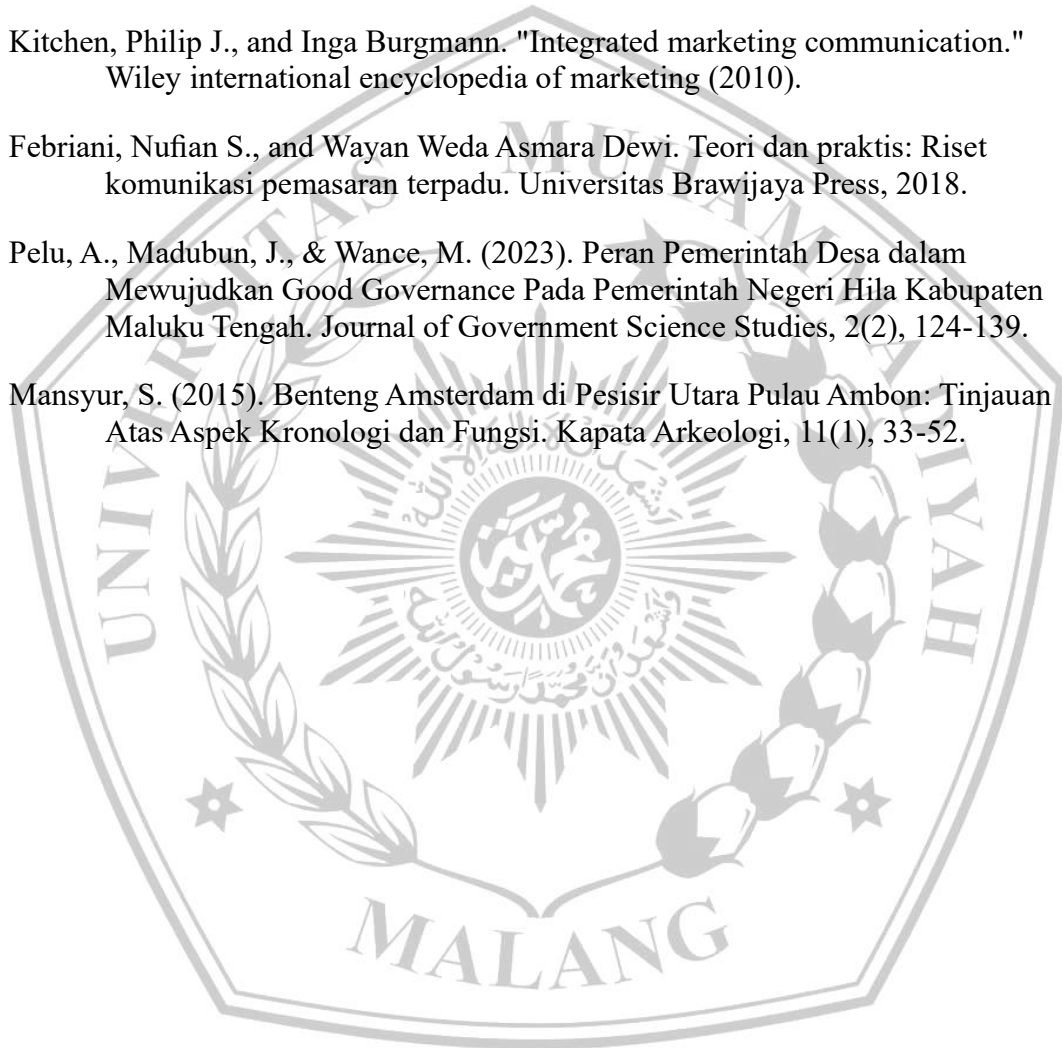 Kitchen, Philip J., and Inga Burgmann. "Integrated marketing communication."
Wiley international encyclopedia of marketing (2010).
Febriani, Nufian S., and Wayan Weda Asmara Dewi. Teori dan praktis: Riset
komunikasi pemasaran terpadu. Universitas Brawijaya Press, 2018.
Pelu, A., Madubun, J., & Wance, M. (2023). Peran Pemerintah Desa dalam
Mewujudkan Good Governance Pada Pemerintah Negeri Hila Kabupaten
Maluku Tengah. Journal of Government Science Studies, 2(2), 124-139.
Mansyur, S. (2015). Benteng Amsterdam di Pesisir Utara Pulau Ambon: Tinjauan
Atas Aspek Kronologi dan Fungsi. Kapata Arkeologi, 11(1), 33-52.
UNIVERSITAS MUHAMMADIYAH
MALANG